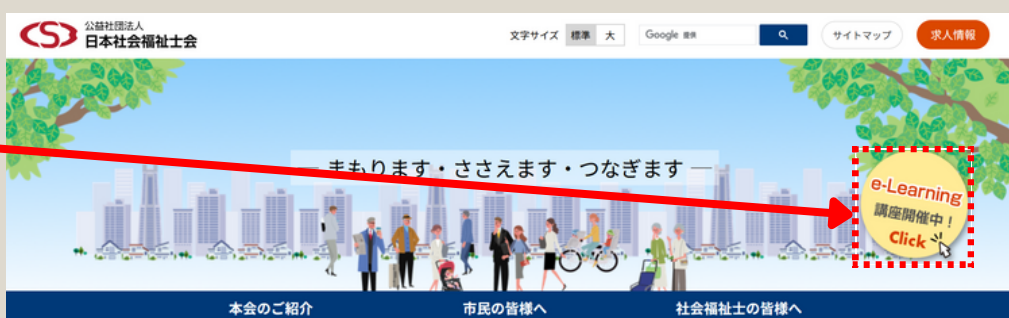 公益社団法人
日本社会福祉士会
文字サイズ 標準 大 Google 提供 サイトマップ 求人情報
― まもります・ささえます・つなぎます ―
e-Learning
講座開催中！
Click
本会のご紹介 市民の皆様へ 社会福祉士の皆様へ